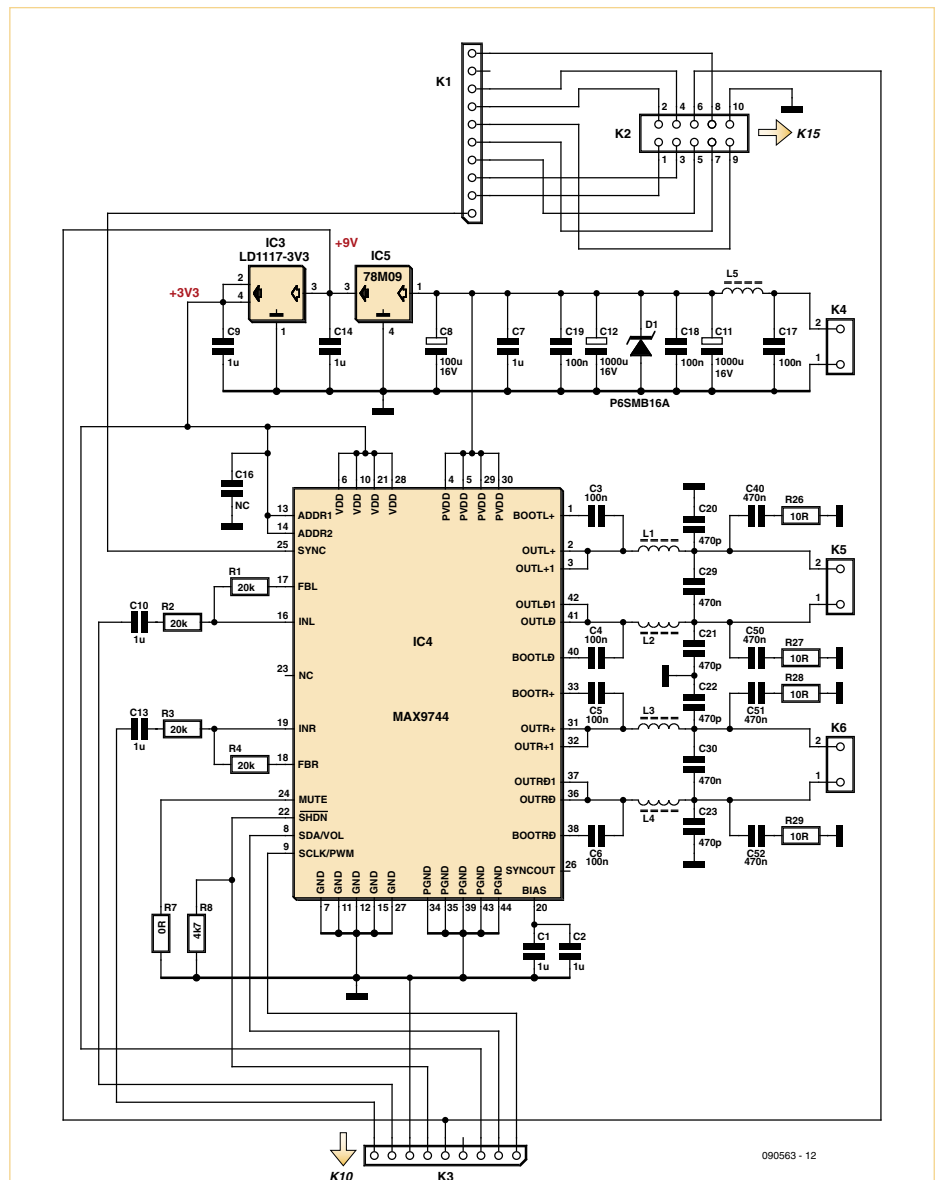 K1
2 4 6 8 10
K2
K15
1 3 5 7 9
IC3
LD1117-3V3
+9V
IC5
78M09
+3V3
2
4
3
1
3
1
4
L5
K4
2
1
C9
1u
C14
1u
C8
100u
16V
C7
1u
C19
100n
C12
1000u
16V
D1
P6SMB16A
C18
100n
C11
1000u
16V
C17
100n
C16
NC
6 10 21 28
VDD VDD VDD VDD
4 5 29 30
PVDD PVDD PVDD PVDD
13 ADDR1
14 ADDR2
25 SYNC
R1
20k
17 FBL
C10
1u
R2
20k
16 INL
23 NC
C13
1u
R3
20k
19 INR
R4
20k
18 FBR
24 MUTE
22 SHDN
8 SDA/VOL
9 SCLK/PWM
IC4
MAX9744
BOOTL+ 1
OUTL+ 2
OUTL+1 3
OUTLĐ1 42
OUTLĐ 41
BOOTLĐ 40
BOOTR+ 33
OUTR+ 31
OUTR+1 32
OUTRĐ1 37
OUTRĐ 36
BOOTRĐ 38
SYNCOUT 26
BIAS
20
GND GND GND GND GND
7 11 12 15 27
PGND PGND PGND PGND PGND
34 35 39 43 44
C3
100n
L1
C20
470p
C40
470n
R26
10R
K5
2
1
C29
470n
C4
100n
L2
C21
470p
C50
470n
R27
10R
C5
100n
L3
C22
470p
C51
470n
R28
10R
K6
2
1
C30
470n
C6
100n
L4
C23
470p
C52
470n
R29
10R
R7
0R
R8
4k7
C1
1u
C2
1u
K10
K3
090563 - 12